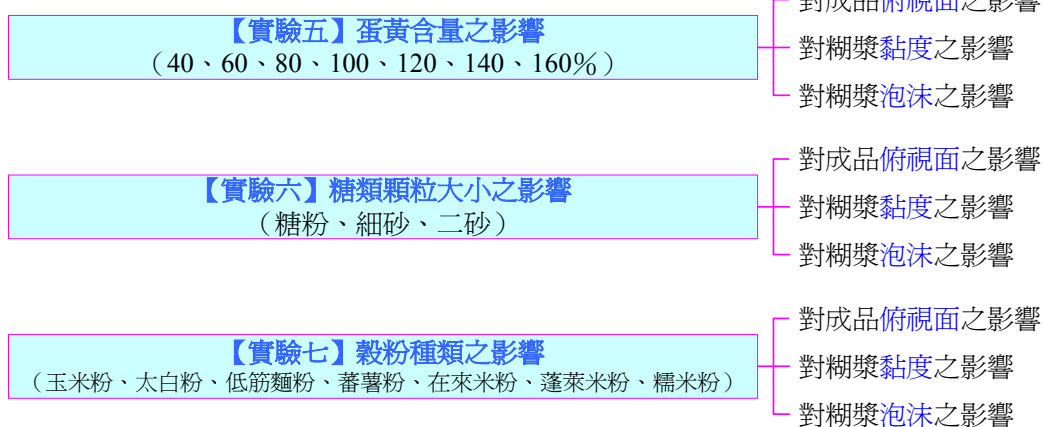 對成品俯視面之影響
【實驗五】蛋黃含量之影響
（40、60、80、100、120、140、160％）
對糊漿黏度之影響
對糊漿泡沫之影響
對成品俯視面之影響
【實驗六】糖類顆粒大小之影響
（糖粉、細砂、二砂）
對糊漿黏度之影響
對糊漿泡沫之影響
對成品俯視面之影響
【實驗七】穀粉種類之影響
（玉米粉、太白粉、低筋麵粉、蕃薯粉、在來米粉、蓬萊米粉、糯米粉）
對糊漿黏度之影響
對糊漿泡沫之影響